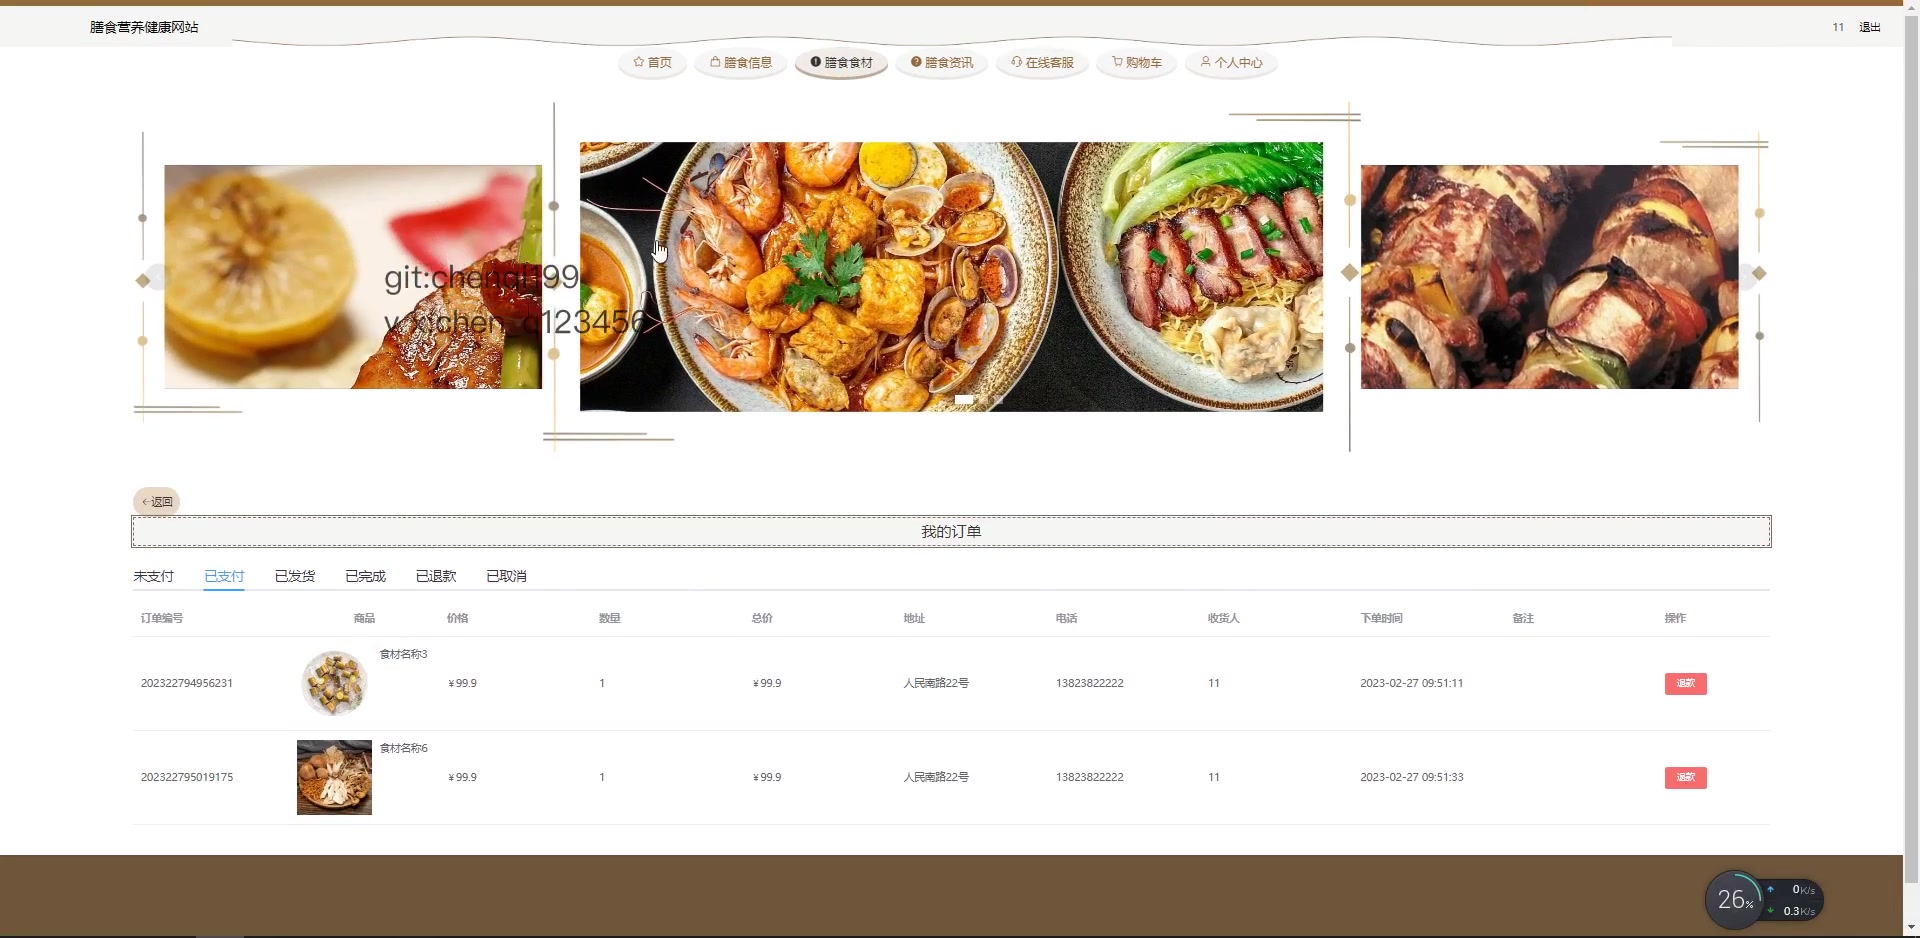 膳食营养健康网站
11 退出
首页 膳食信息 膳食食材 膳食资讯 在线客服 购物车 个人中心
git:chenqi199
←返回
我的订单
未支付 已支付 已发货 已完成 已退款 已取消
订单编号 商品 价格 数量 总价 地址 电话 收货人 下单时间 备注 操作
202322794956231 食材名称3 ¥99.9 1 ¥99.9 人民南路22号 13823822222 11 2023-02-27 09:51:11 退款
202322795019175 食材名称6 ¥99.9 1 ¥99.9 人民南路22号 13823822222 11 2023-02-27 09:51:33 退款
26% 0K/s
0.3K/s